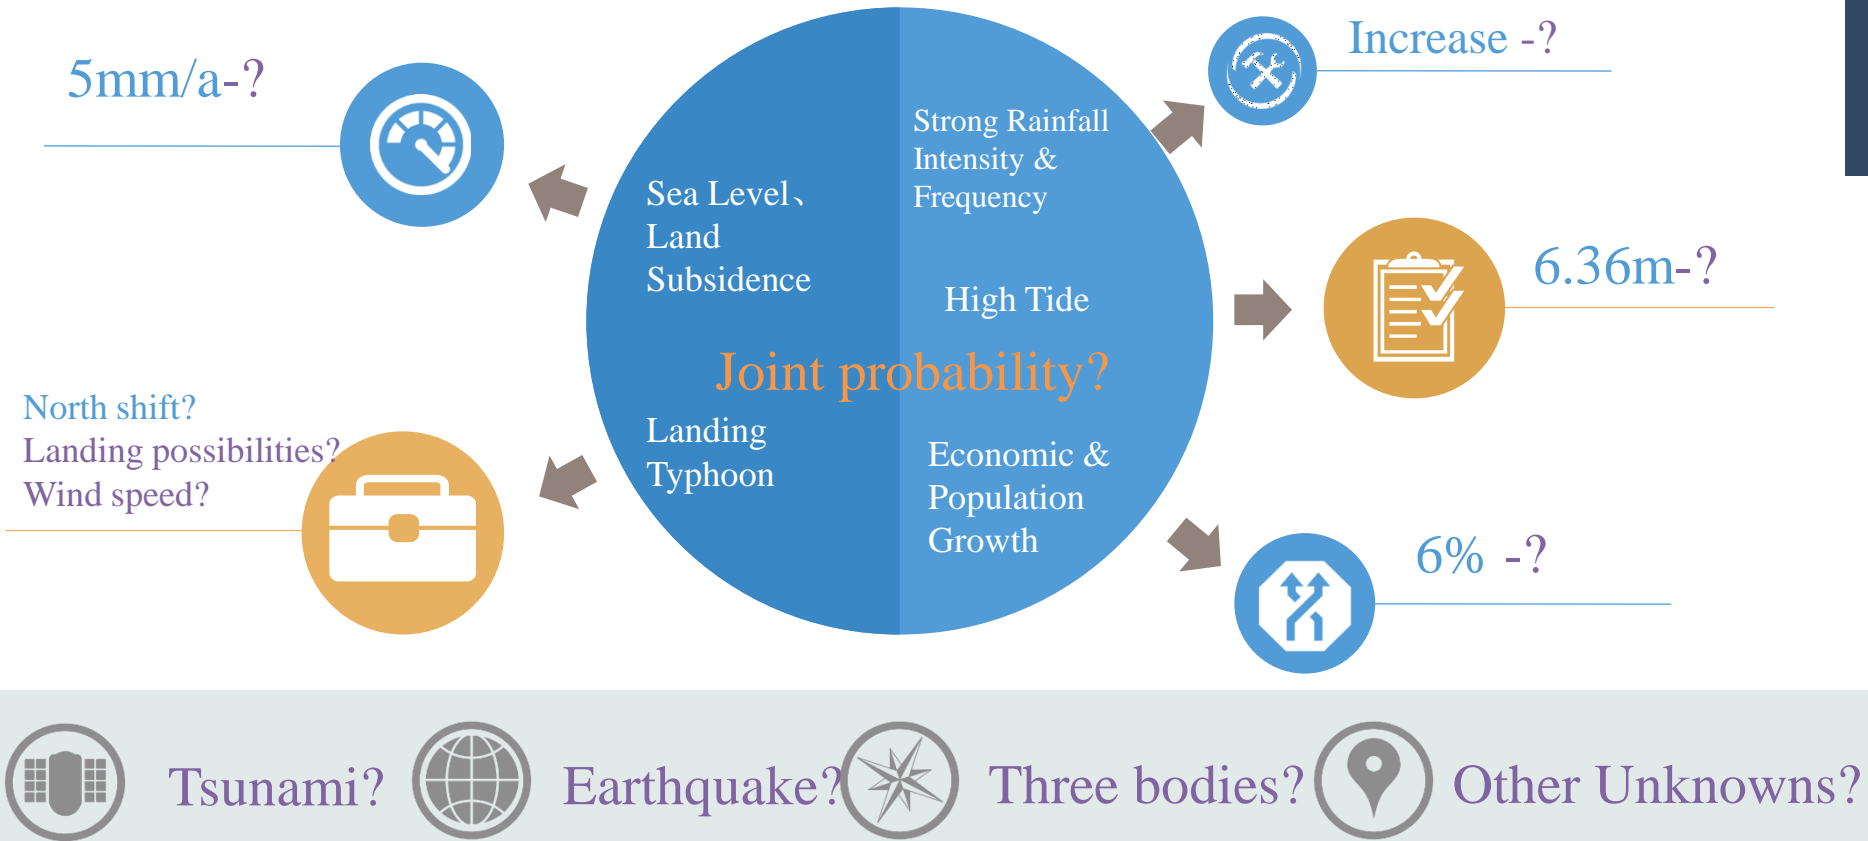 5mm/a-?
Sea Level、
Land
Subsidence
North shift?
Landing possibilities?
Wind speed?
Landing
Typhoon
Joint probability?
Strong Rainfall
Intensity &
Frequency
Increase -?
High Tide
6.36m-?
Economic &
Population
Growth
6% -?
Tsunami?
Earthquake?
Three bodies?
Other Unknowns?